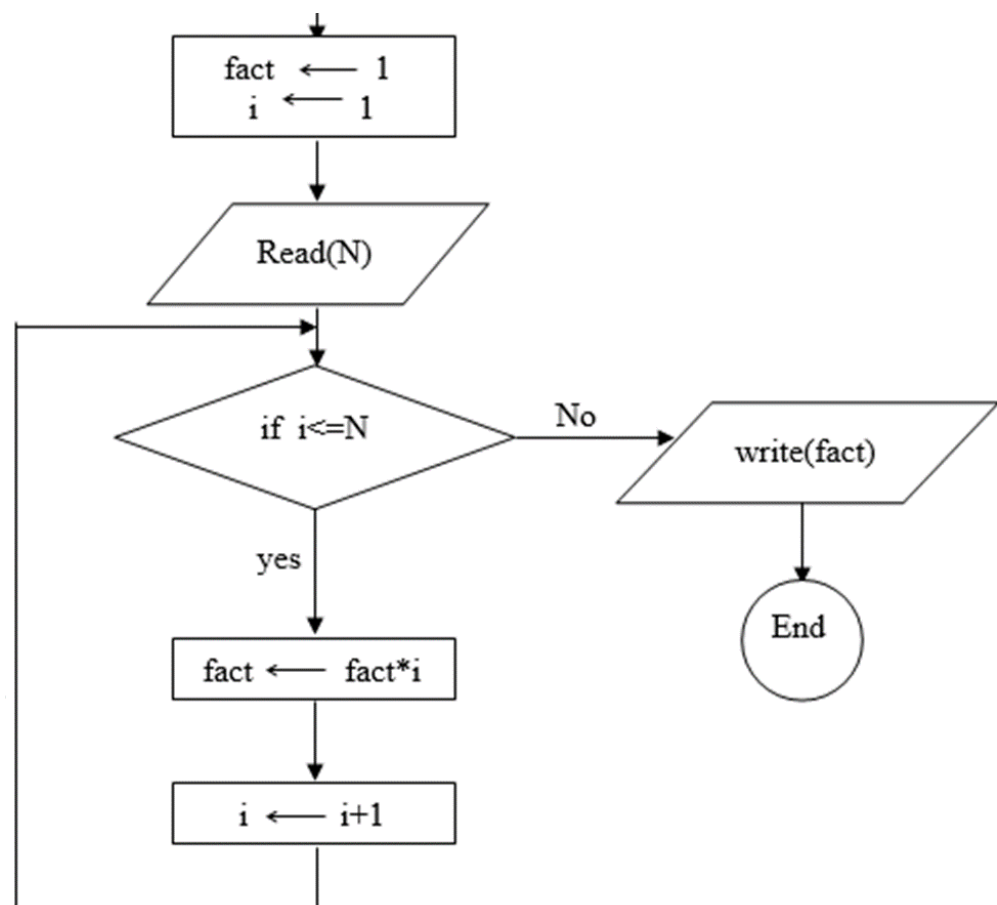 fact ← 1
i ← 1
Read(N)
if i<=N
No
write(fact)
yes
End
fact ← fact*i
i ← i+1